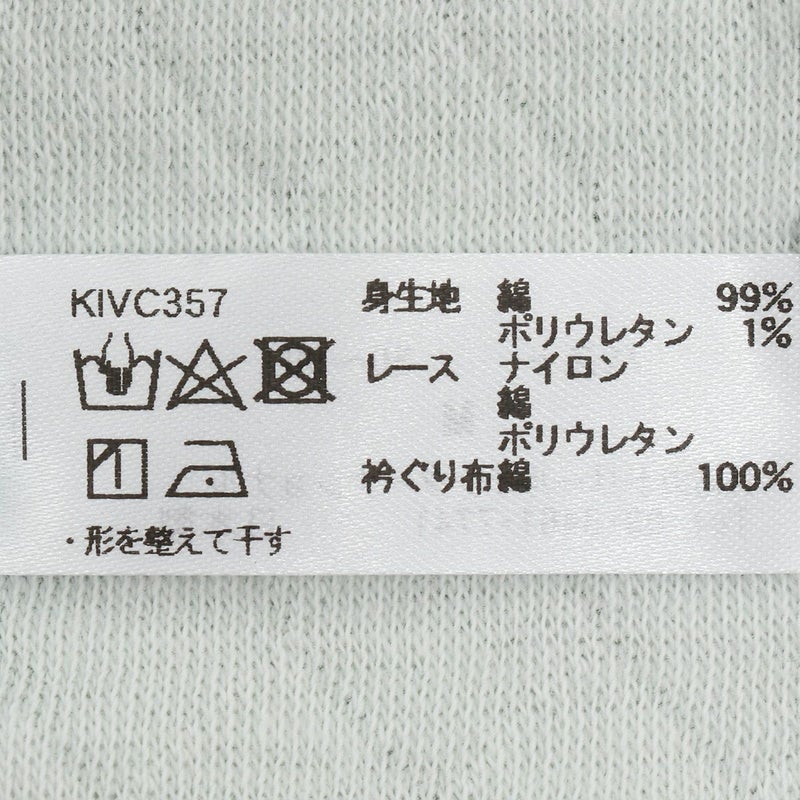 KIVC357
・形を整えて干す
身生地 綿 99%
ポリウレタン 1%
レース ナイロン
綿
ポリウレタン
衿ぐり布綿 100%